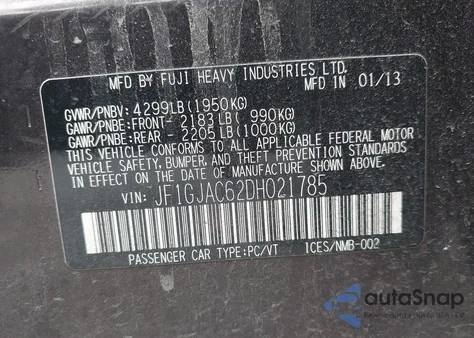 MFD BY FUJI HEAVY INDUSTRIES LTD.
MFD IN 01/13
GVWR/PNBV: 4299LB(1950KG)
GAWR/PNBE:FRONT- 2183 LB( 990KG)
GAWR/PNBE:REAR - 2205 LB(1000KG)
THIS VEHICLE CONFORMS TO ALL APPLICABLE FEDERAL MOTOR
VEHICLE SAFETY, BUMPER, AND THEFT PREVENTION STANDARDS
IN EFFECT ON THE DATE OF MANUFACTURE SHOWN ABOVE.
VIN: JF1GJAC62DH021785
PASSENGER CAR TYPE:PC/VT ICES/NMB-002
autoSnap